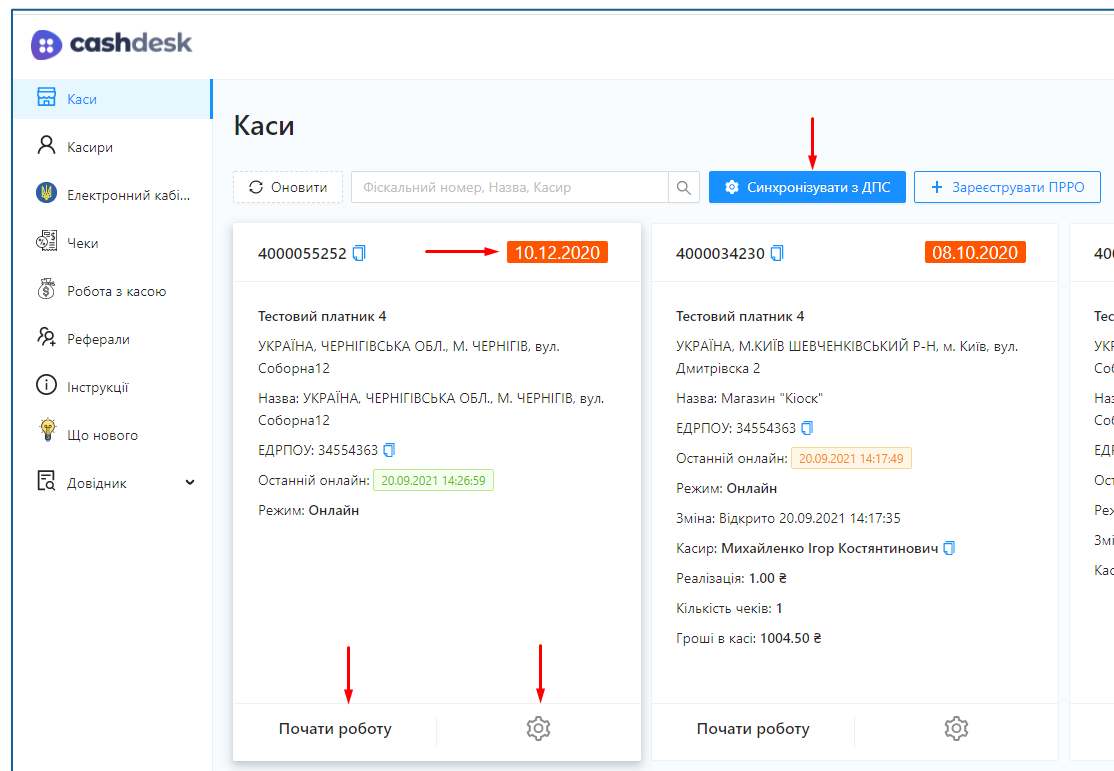 cashdesk
Каси
Касири
Електронний кабі...
Чеки
Робота з касою
Реферали
Інструкції
Що нового
Довідник
Каси
Оновити
Фіскальний номер, Назва, Касир
Синхронізувати з ДПС
+ Зареєструвати ПРРО
4000055252
10.12.2020
Тестовий платник 4
УКРАЇНА, ЧЕРНІГІВСЬКА ОБЛ., М. ЧЕРНІГІВ, вул.
Соборна12
Назва: УКРАЇНА, ЧЕРНІГІВСЬКА ОБЛ., М. ЧЕРНІГІВ, вул.
Соборна12
ЕДРПОУ: 34554363
Останній онлайн: 20.09.2021 14:26:59
Режим: Онлайн
Почати роботу
4000034230
08.10.2020
Тестовий платник 4
УКРАЇНА, М.КИЇВ ШЕВЧЕНКІВСЬКИЙ Р-Н, м. Київ, вул.
Дмитрівска 2
Назва: Магазин "Кіоск"
ЕДРПОУ: 34554363
Останній онлайн: 20.09.2021 14:17:49
Режим: Онлайн
Зміна: Відкрито 20.09.2021 14:17:35
Касир: Михайленко Ігор Костянтинович
Реалізація: 1.00 ₴
Кількість чеків: 1
Гроші в касі: 1004.50 ₴
Почати роботу